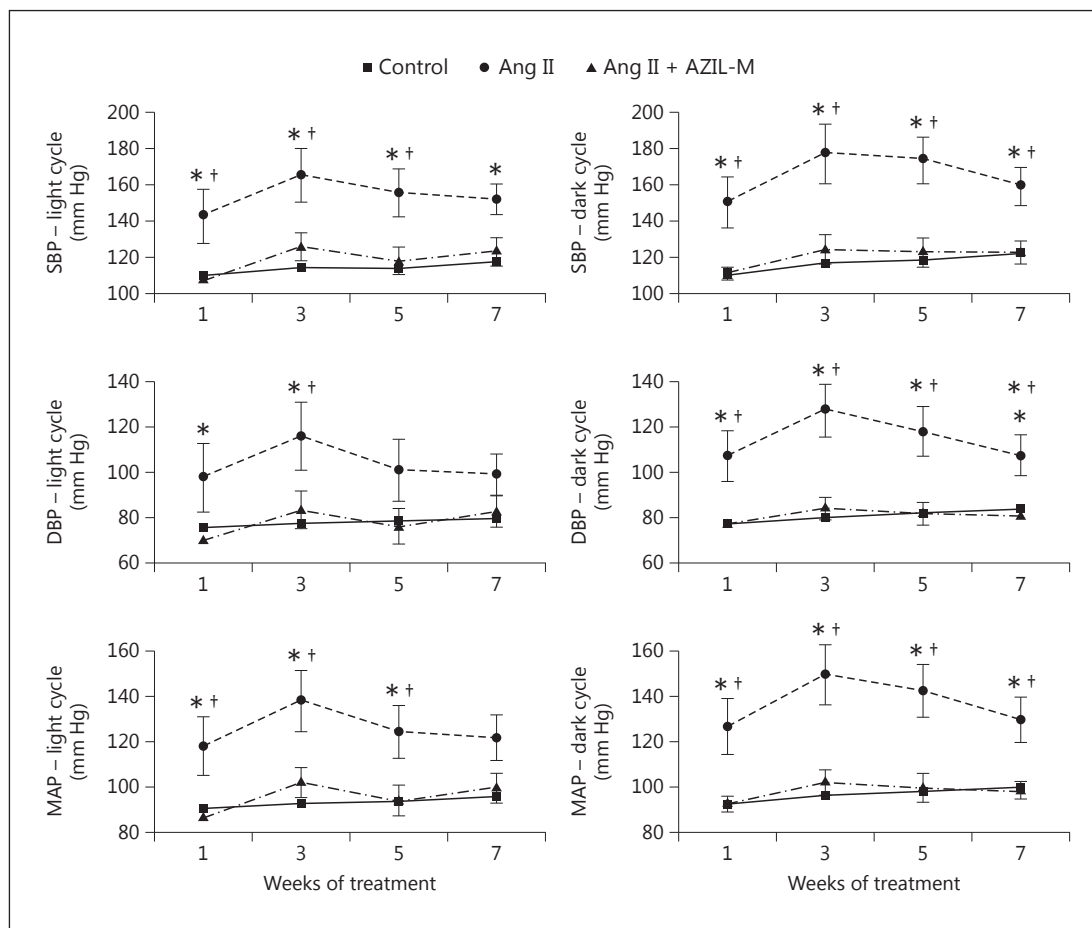 Control Ang II Ang II + AZIL-M
SBP – light cycle
(mm Hg)
200
180
160
140
120
100
* †
* †
* †
*
1 3 5 7
SBP – dark cycle
(mm Hg)
200
180
160
140
120
100
* †
* †
* †
* †
1 3 5 7
DBP – light cycle
(mm Hg)
140
120
100
80
60
*
* †
1 3 5 7
DBP – dark cycle
(mm Hg)
140
120
100
80
60
* †
* †
* †
* †
*
1 3 5 7
MAP – light cycle
(mm Hg)
160
140
120
100
80
* †
* †
* †
1 3 5 7
Weeks of treatment
MAP – dark cycle
(mm Hg)
160
140
120
100
80
* †
* †
* †
* †
1 3 5 7
Weeks of treatment